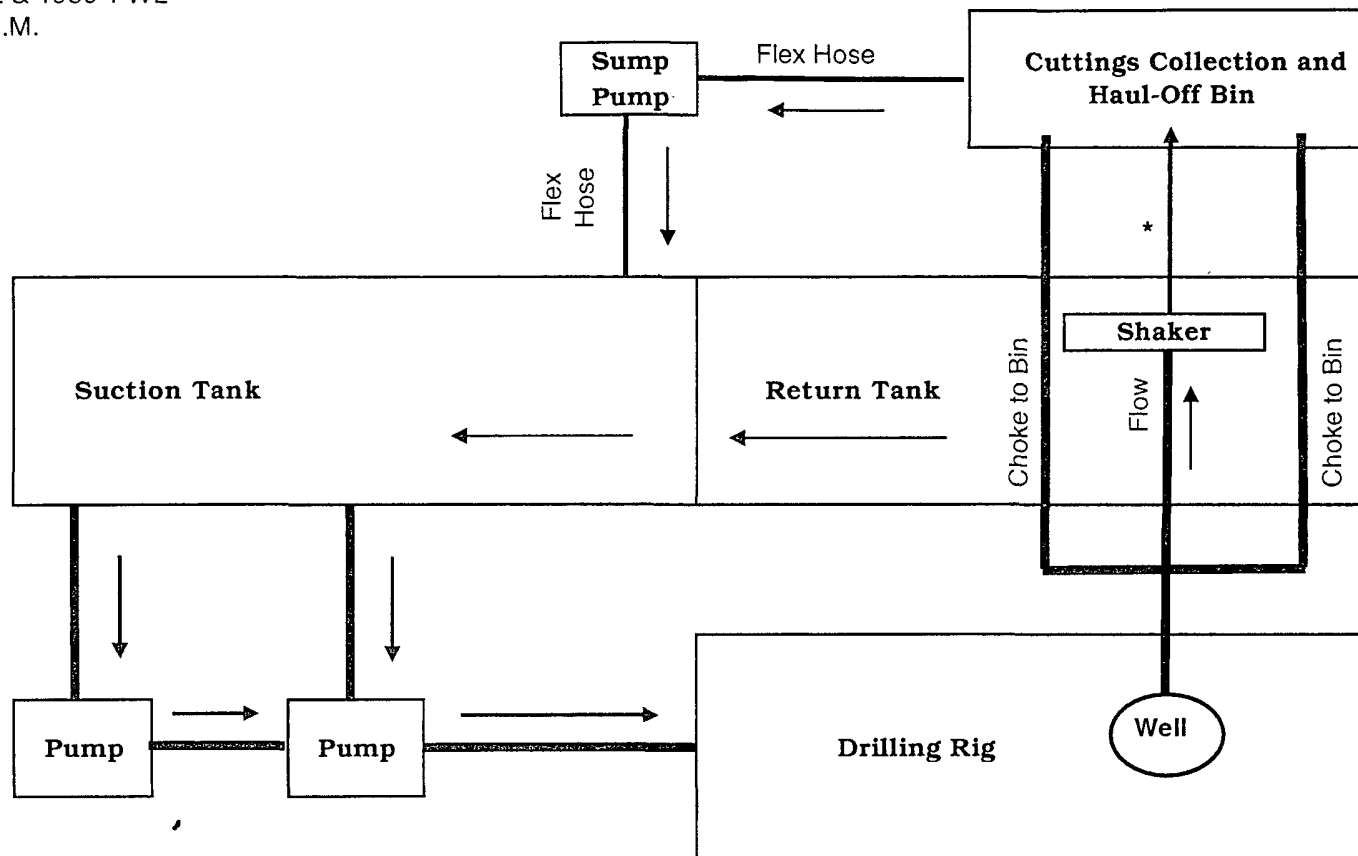 .M.
Flex Hose
Sump
Pump
Cuttings Collection and
Haul-Off Bin
Flex
Hose
*
Shaker
Suction Tank
Return Tank
Choke to Bin
Flow
Choke to Bin
Pump
Pump
Drilling Rig
Well